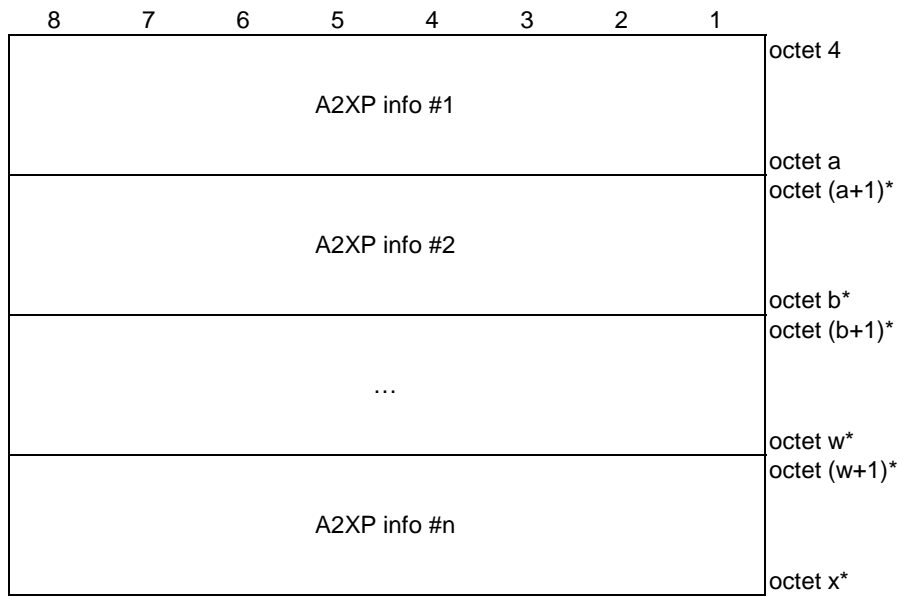 8 7 6 5 4 3 2 1
octet 4
A2XP info #1
octet a
octet (a+1)*
A2XP info #2
octet b*
octet (b+1)*
…
octet w*
octet (w+1)*
A2XP info #n
octet x*